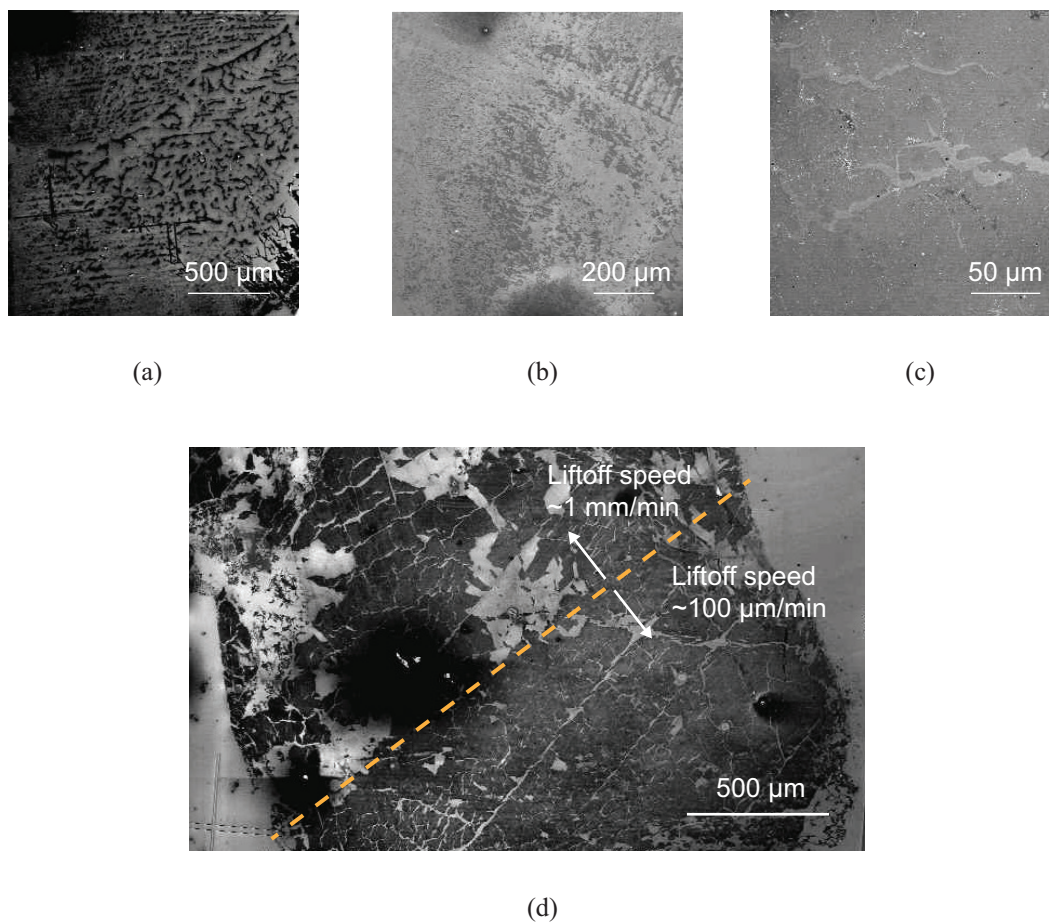 500 µm
200 µm
50 µm
(a)
(b)
(c)
Liftoff speed
~1 mm/min
Liftoff speed
~100 µm/min
500 µm
(d)